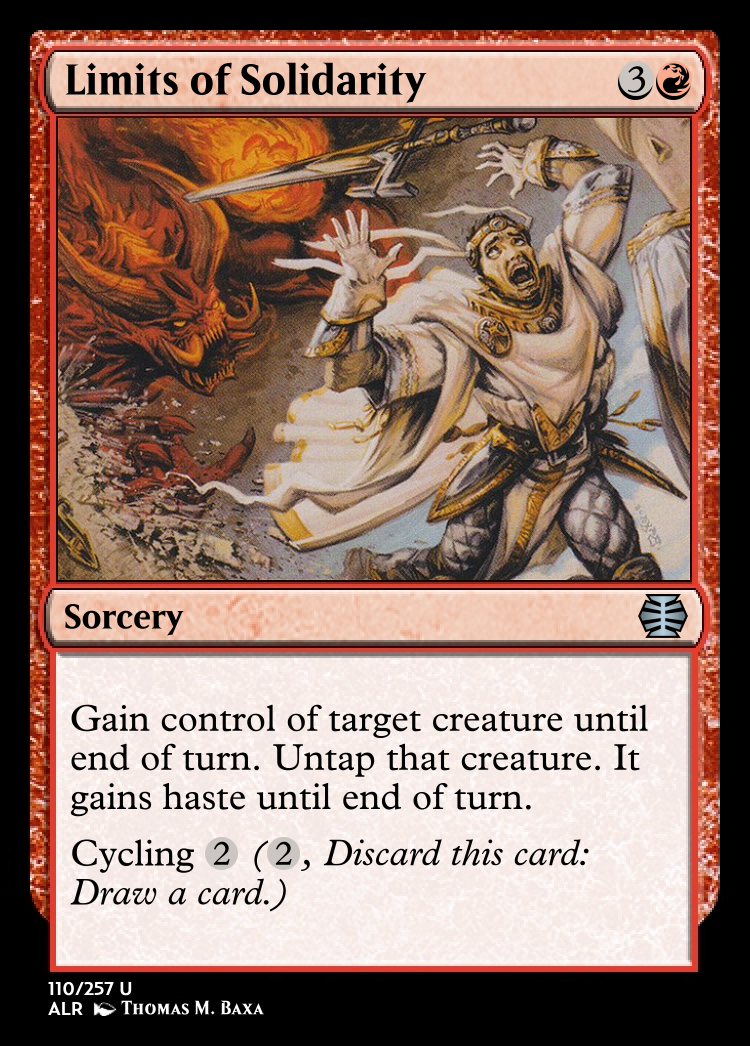 Limits of Solidarity 3
Sorcery
Gain control of target creature until
end of turn. Untap that creature. It
gains haste until end of turn.
Cycling 2 (2, Discard this card:
Draw a card.)
110/257 U
ALR Thomas M. Baxa